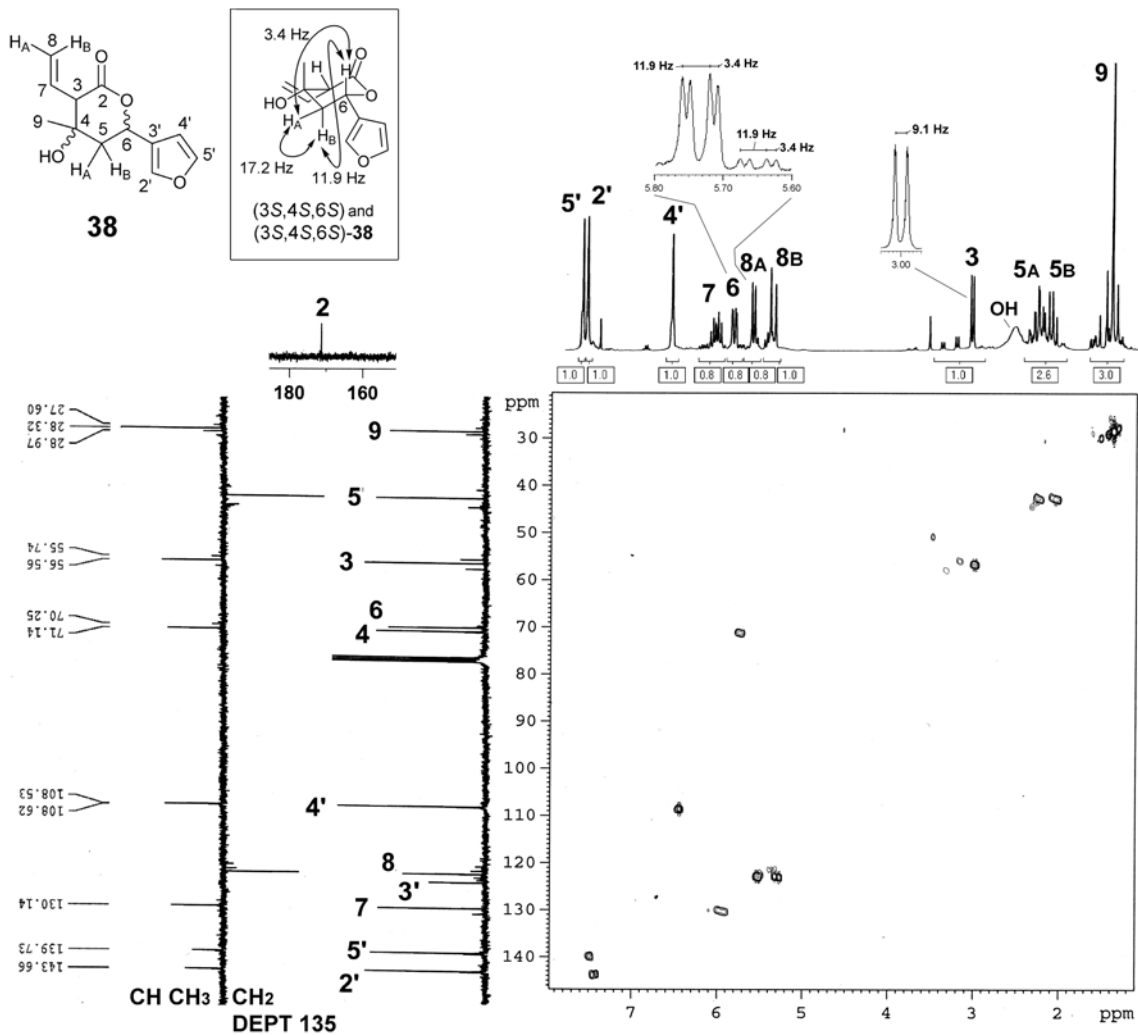 8
H_A H_B
O
7 3
2 O
9 4 5 6 3' 4'
HO 5'
H_A H_B 2' O
38
3.4 Hz
H H O
HO 6 O
H_A H_B O
17.2 Hz 11.9 Hz
(3S,4S,6S) and
(3S,4S,6S)-38
11.9 Hz 3.4 Hz
11.9 Hz
3.4 Hz
5.80 5.70 5.60
9.1 Hz
3.00
9
5' 2'
4'
7 6 8A 8B
3
OH
5A 5B
1.0 1.0 1.0 0.8 0.8 0.8 1.0 1.0 2.6 3.0
2
180 160
27.60
28.32
28.97
55.74
56.56
70.25
71.14
108.53
108.62
130.14
139.73
143.66
9
5
3
6
4
4'
8
3'
7
5'
2'
CH CH3 CH2
DEPT 135
ppm
30
40
50
60
70
80
90
100
110
120
130
140
7 6 5 4 3 2 ppm